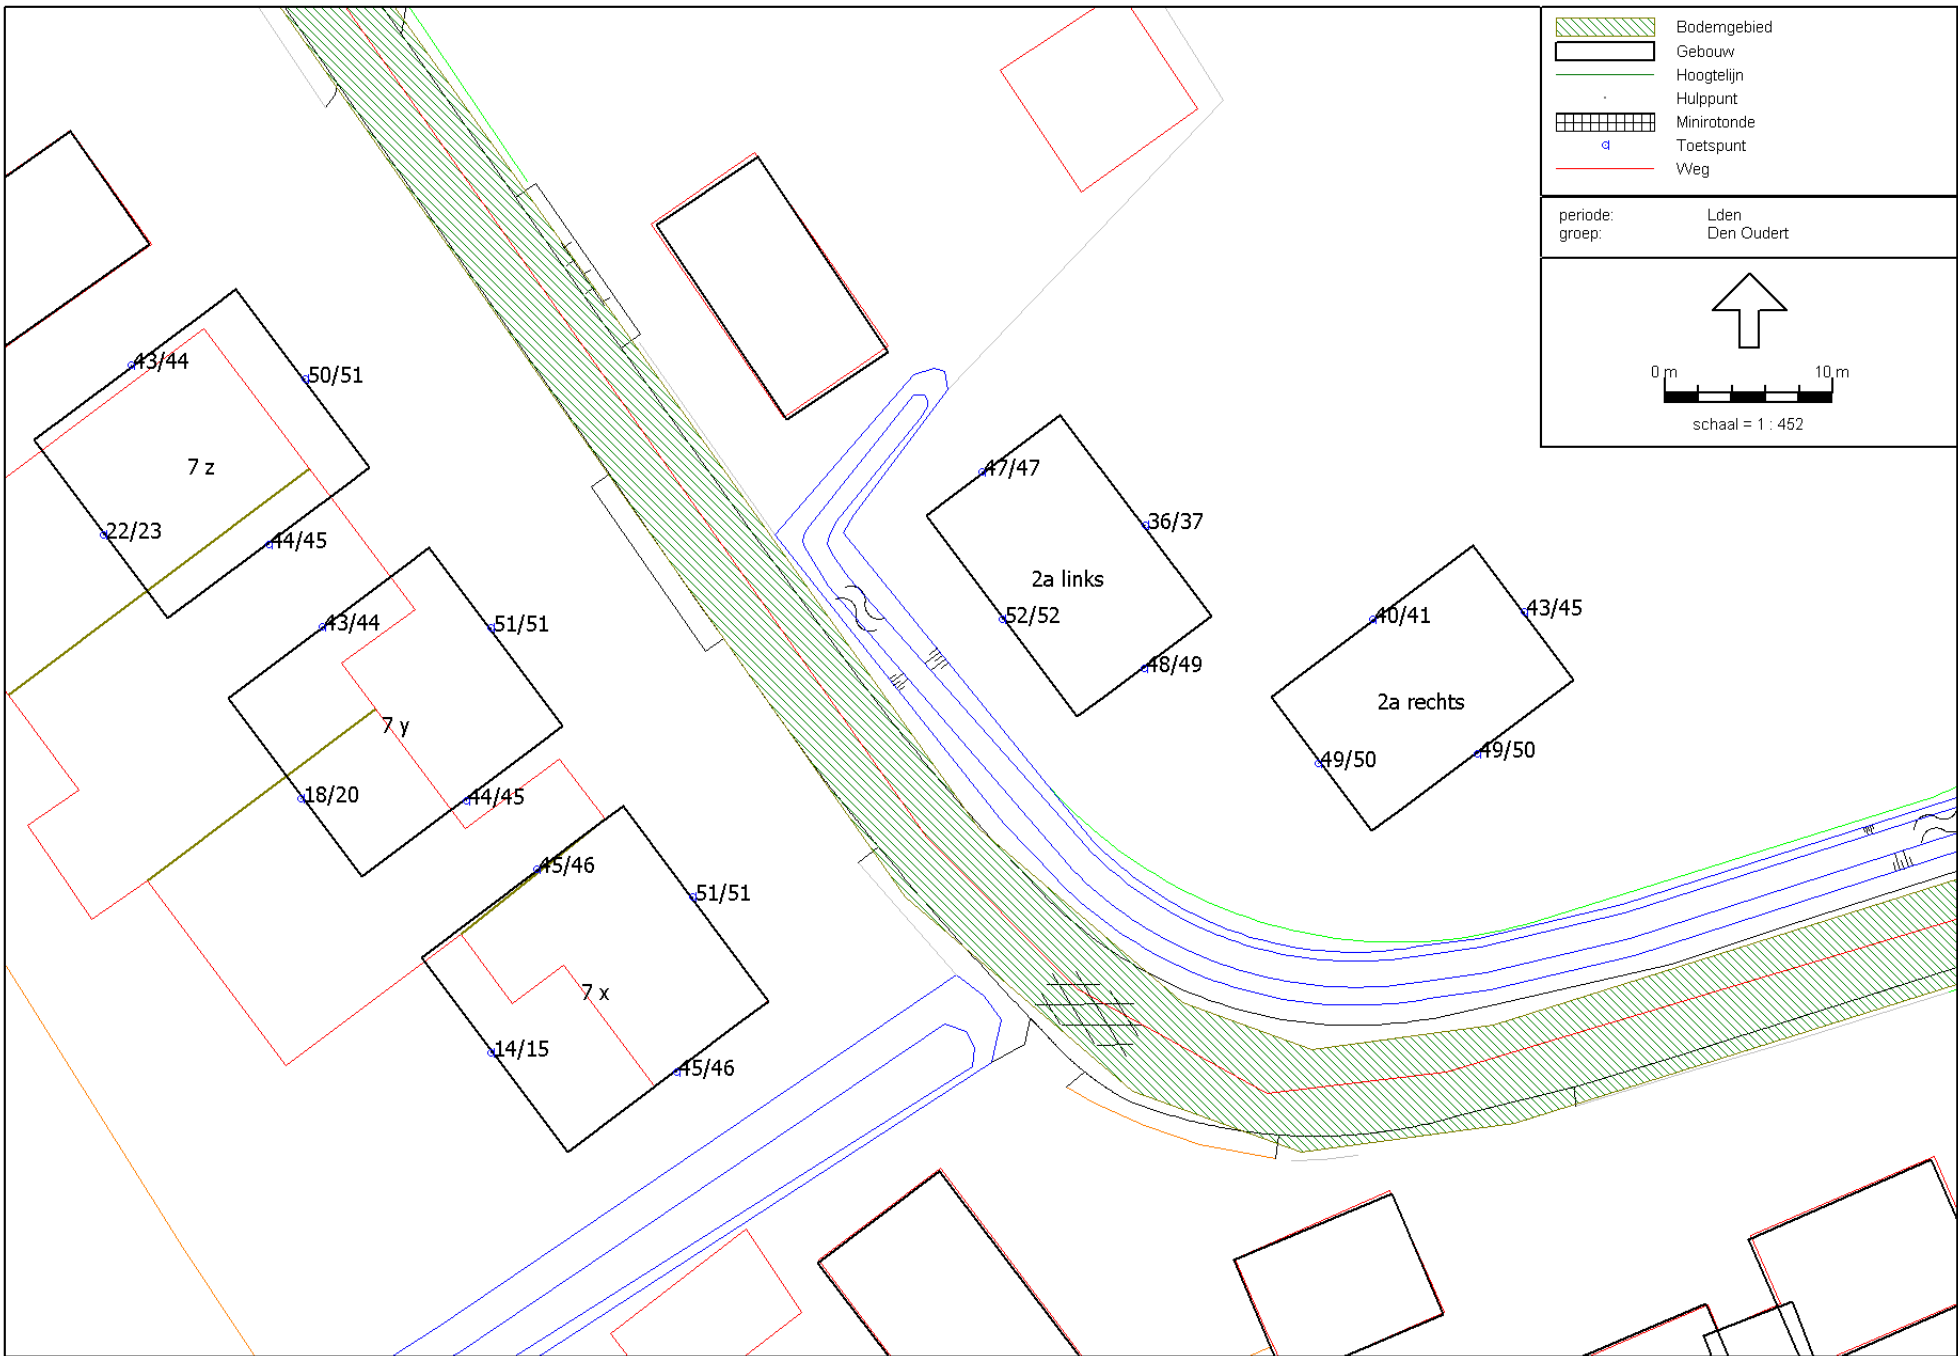 Bodemgebied
Gebouw
Hoogtelijn
Hulppunt
Minirotonde
Toetspunt
Weg
periode: Lden
groep: Den Oudert
0 m 10 m
schaal = 1 : 452
43/44
50/51
7 z
22/23
44/45
43/44
51/51
7 y
18/20
44/45
45/46
51/51
7 x
14/15
45/46
47/47
36/37
2a links
52/52
48/49
40/41
43/45
2a rechts
49/50
49/50